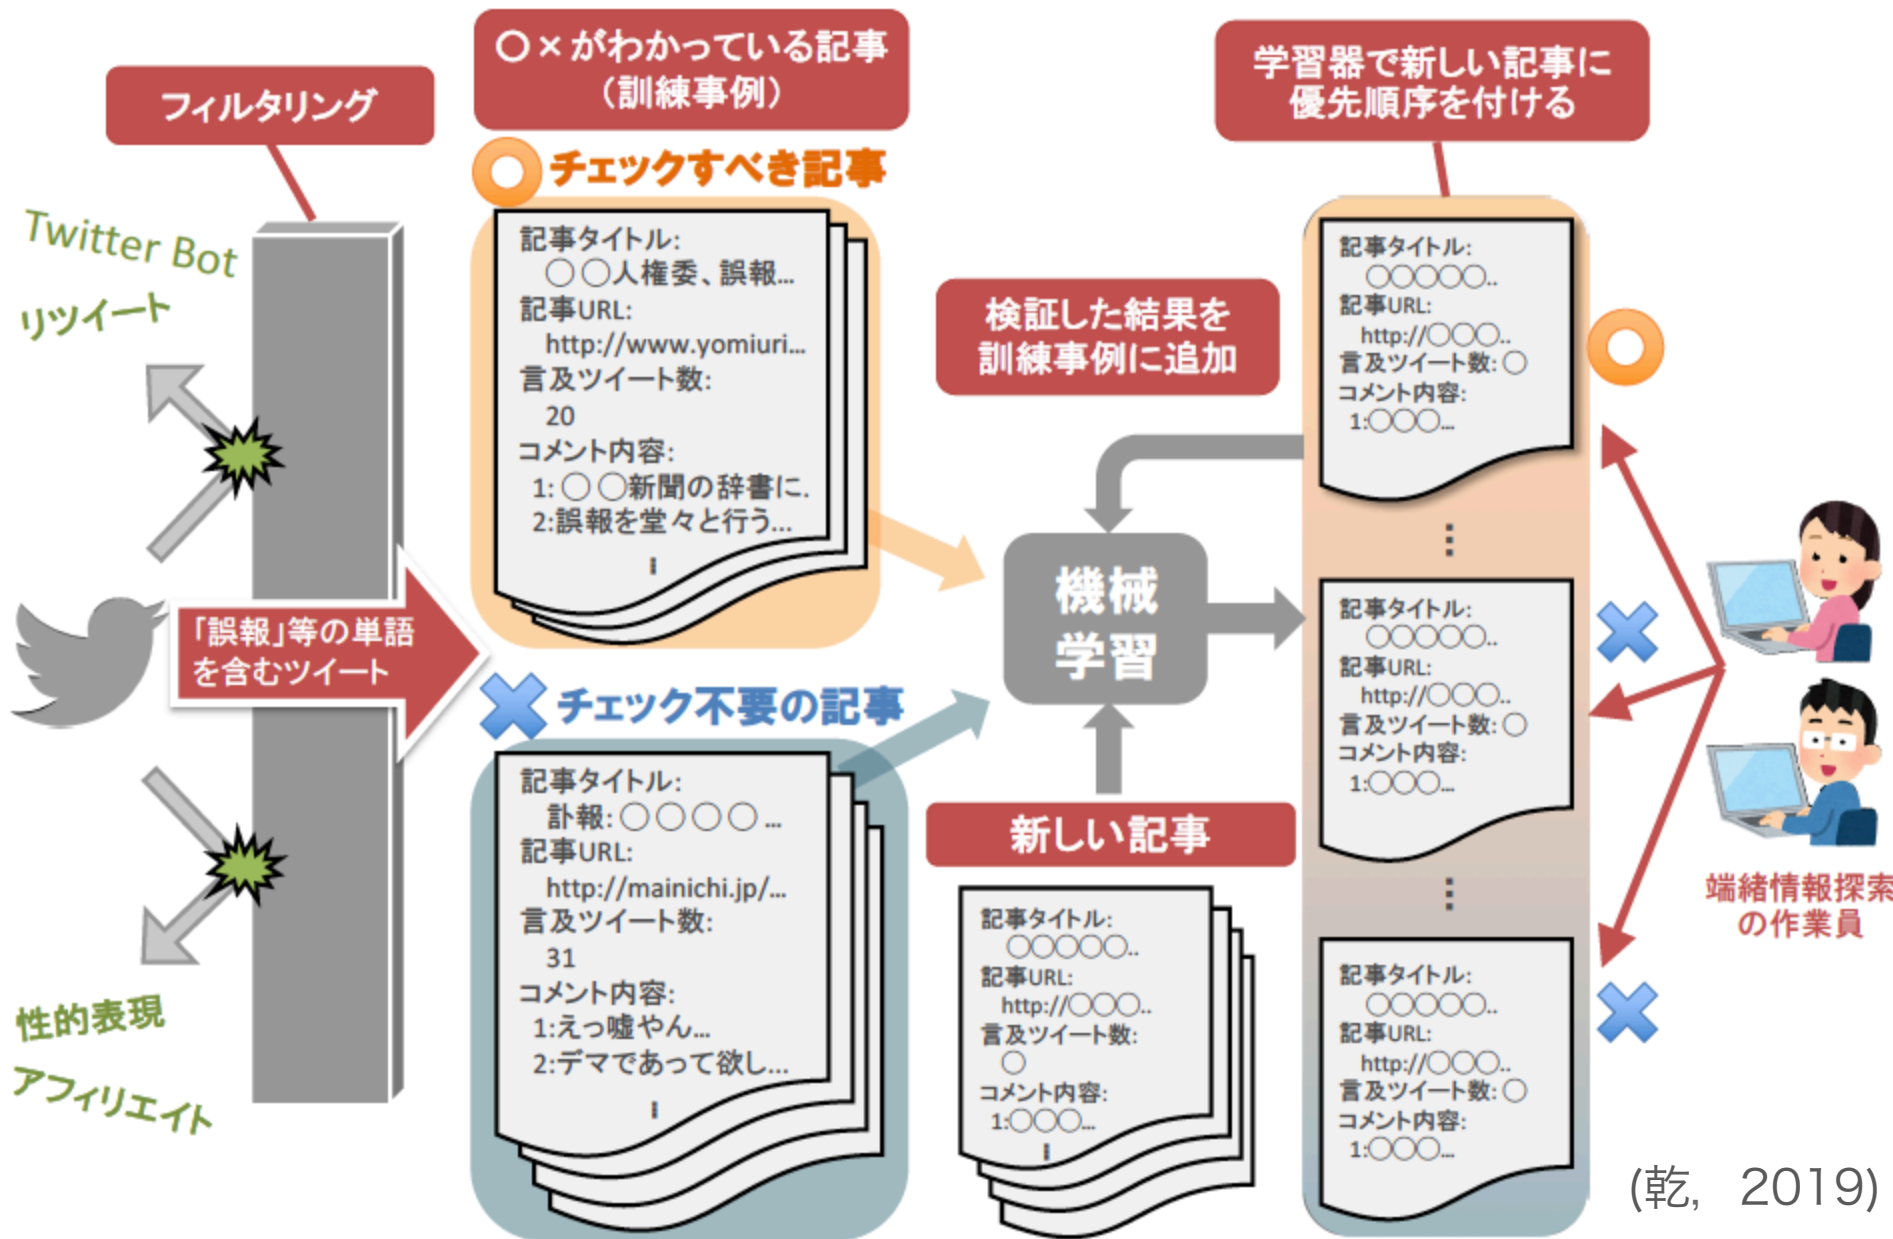 フィルタリング
Twitter Bot
リツイート
「誤報」等の単語
を含むツイート
性的表現
アフィリエイト
〇×がわかっている記事
（訓練事例）
チェックすべき記事
記事タイトル:
〇 〇人権委、誤報...
記事URL:
http://www.yomiuri...
言及ツイート数:
20
コメント内容:
1: 〇 〇新聞の辞書に.
2:誤報を堂々と行う...
⋮
チェック不要の記事
記事タイトル:
訃報: 〇 〇 〇 〇 ...
記事URL:
http://mainichi.jp/...
言及ツイート数:
31
コメント内容:
1:えっ嘘やん...
2:デマであって欲し...
⋮
検証した結果を
訓練事例に追加
機械
学習
新しい記事
記事タイトル:
〇〇〇〇〇..
記事URL:
http://〇〇〇..
言及ツイート数:
〇
コメント内容:
1:〇〇〇...
⋮
学習器で新しい記事に
優先順序を付ける
記事タイトル:
〇〇〇〇〇..
記事URL:
http://〇〇〇..
言及ツイート数: 〇
コメント内容:
1:〇〇〇...
⋮
記事タイトル:
〇〇〇〇〇..
記事URL:
http://〇〇〇..
言及ツイート数: 〇
コメント内容:
1:〇〇〇...
⋮
記事タイトル:
〇〇〇〇〇..
記事URL:
http://〇〇〇..
言及ツイート数: 〇
コメント内容:
1:〇〇〇...
端緒情報探索
の作業員
(乾, 2019)